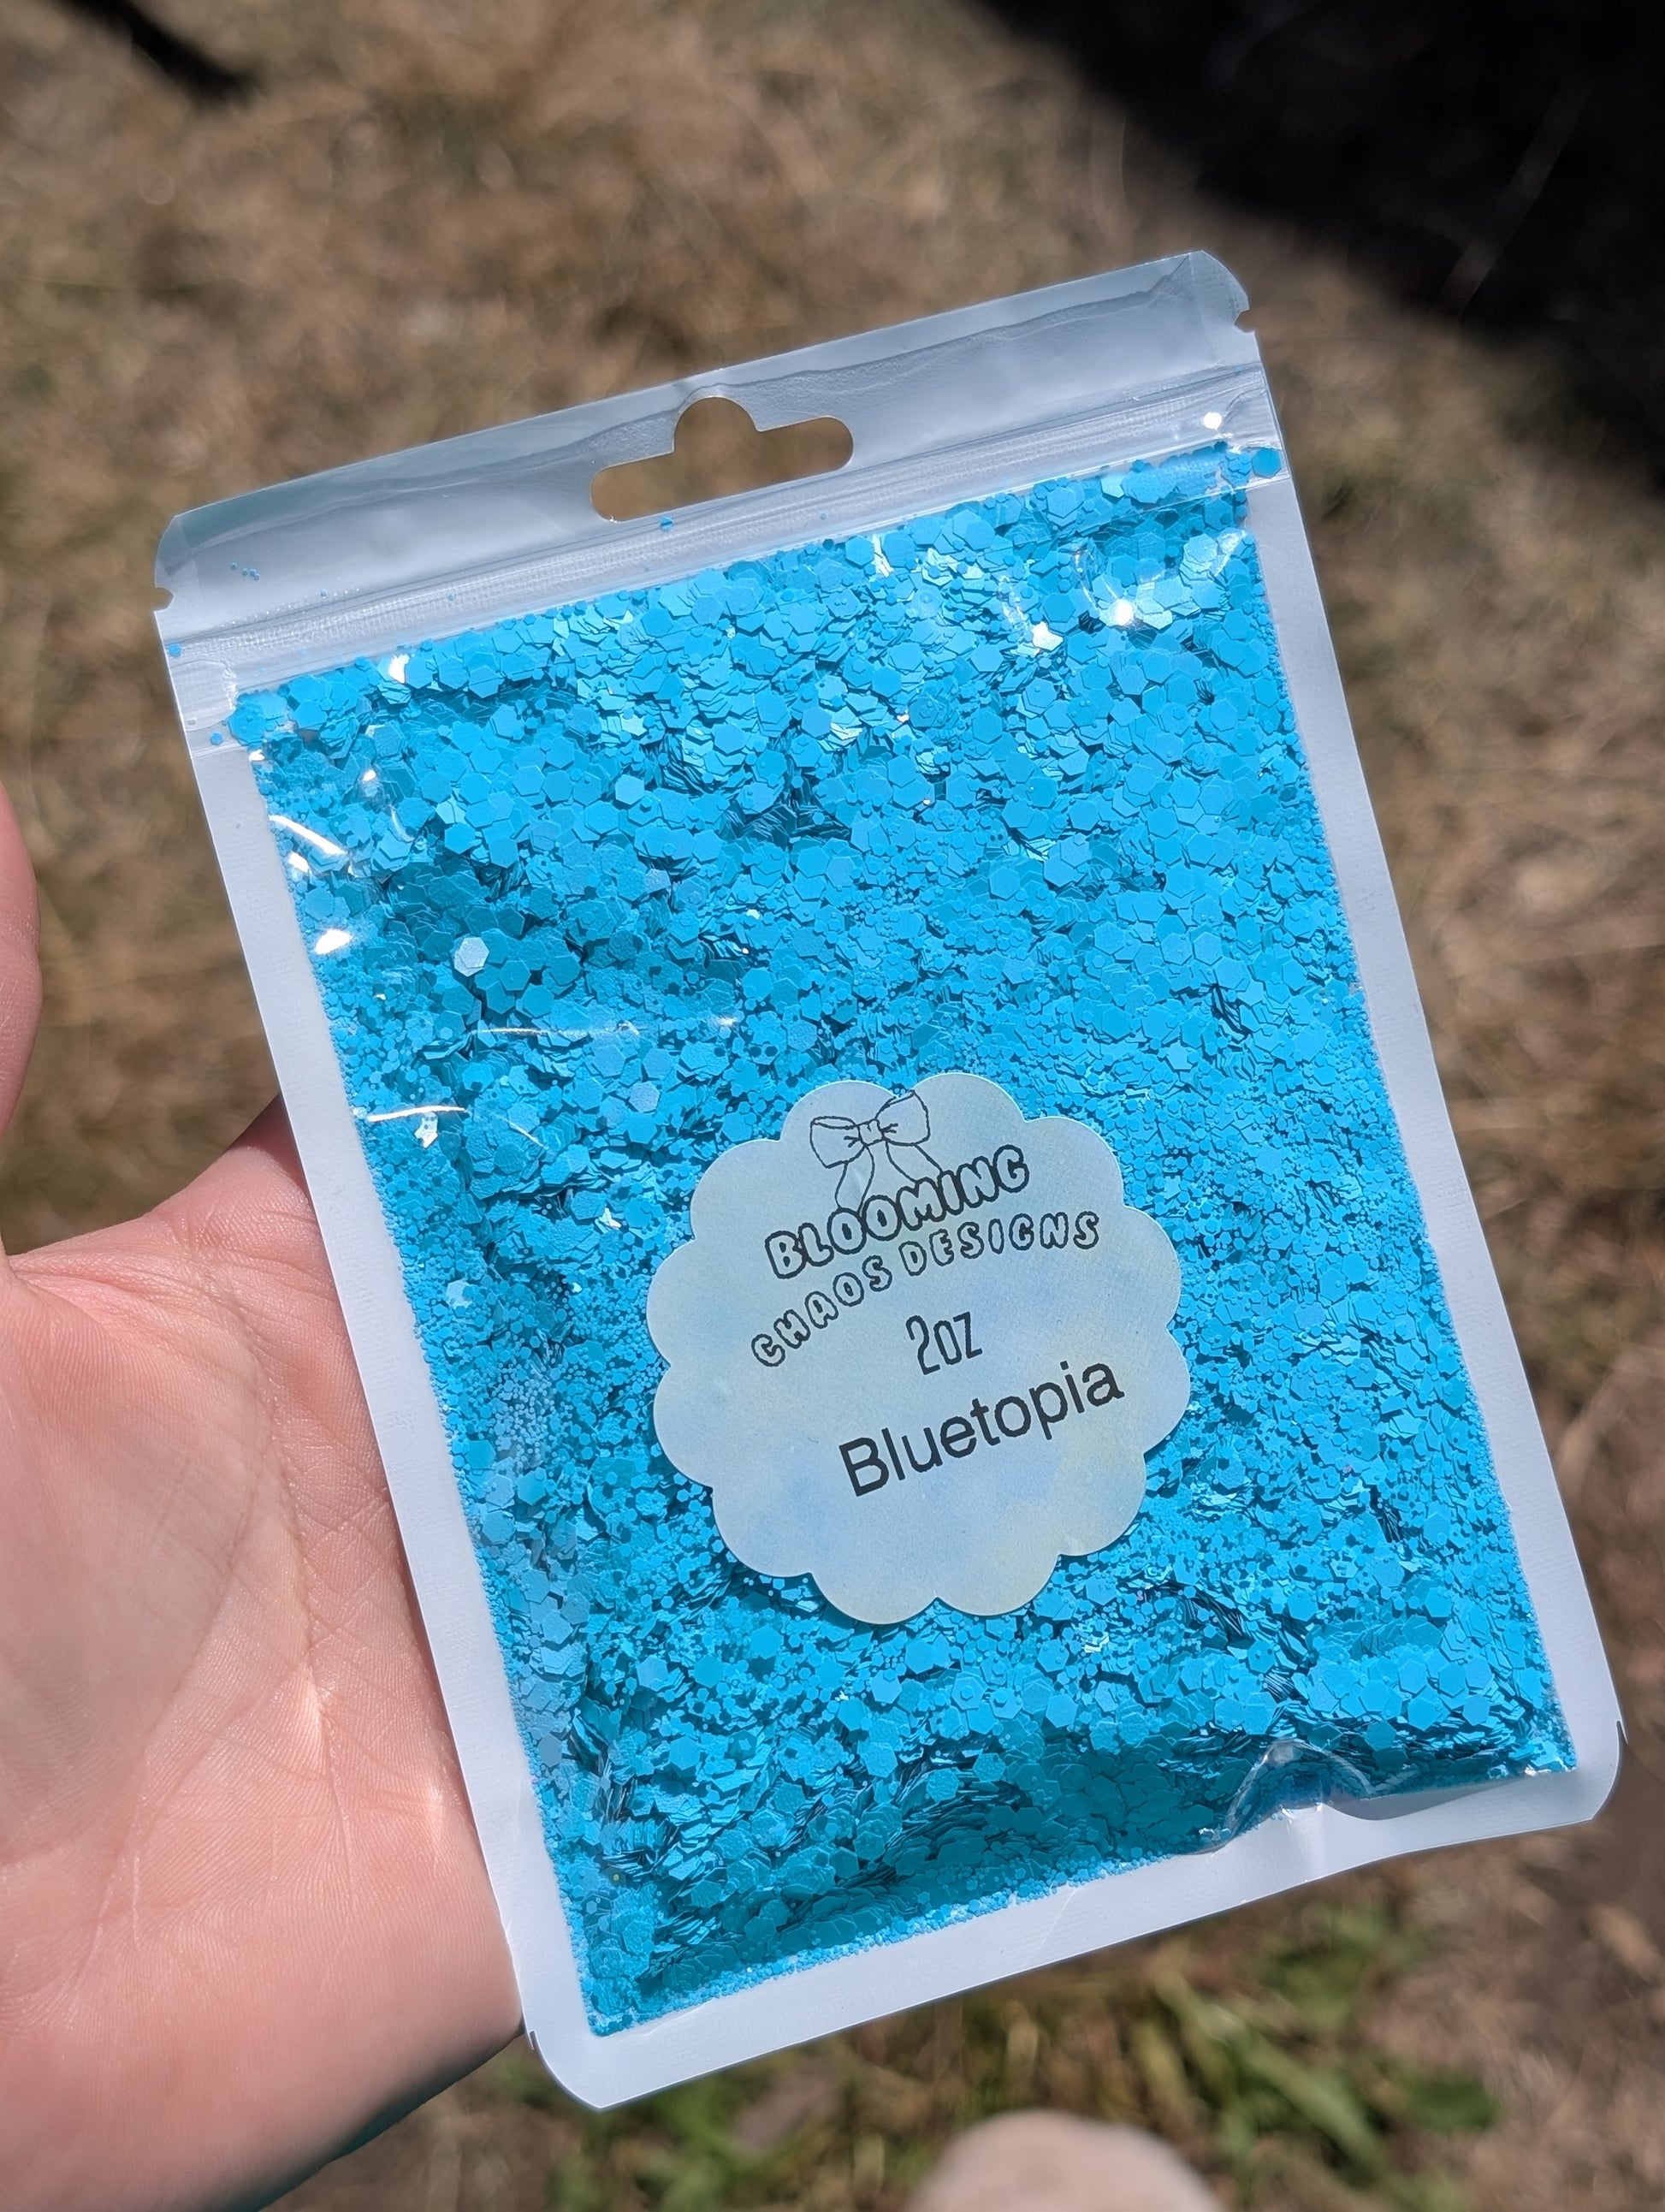 BLOOMING
CHAOS DESIGNS
2oz
Bluetopia